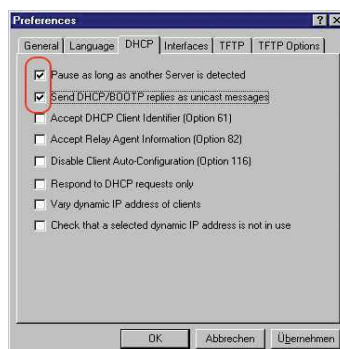 Preferences
General Language DHCP Interfaces TFTP TFTP Options
Pause as long as another Server is detected
Send DHCP/BOOTP replies as unicast messages
Accept DHCP Client Identifier (Option 61)
Accept Relay Agent Information (Option 82)
Disable Client Auto-Configuration (Option 116)
Respond to DHCP requests only
Vary dynamic IP address of clients
Check that a selected dynamic IP address is not in use
OK Abbrechen Übernehmen